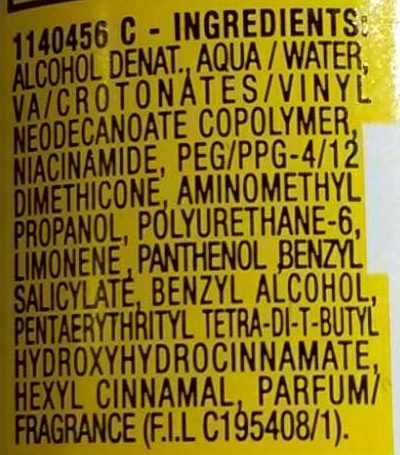 1140456 C - INGREDIENTS:
ALCOHOL DENAT., AQUA / WATER,
VA/CROTONATES/VINYL
NEODECANOATE COPOLYMER,
NIACINAMIDE, PEG/PPG-4/12
DIMETHICONE, AMINOMETHYL
PROPANOL, POLYURETHANE-6,
LIMONENE, PANTHENOL BENZYL
SALICYLATE, BENZYL ALCOHOL,
PENTAERYTHRITYL TETRA-DI-T-BUTYL
HYDROXYHYDROCINNAMATE,
HEXYL CINNAMAL, PARFUM/
FRAGRANCE (F.I.L C195408/1).